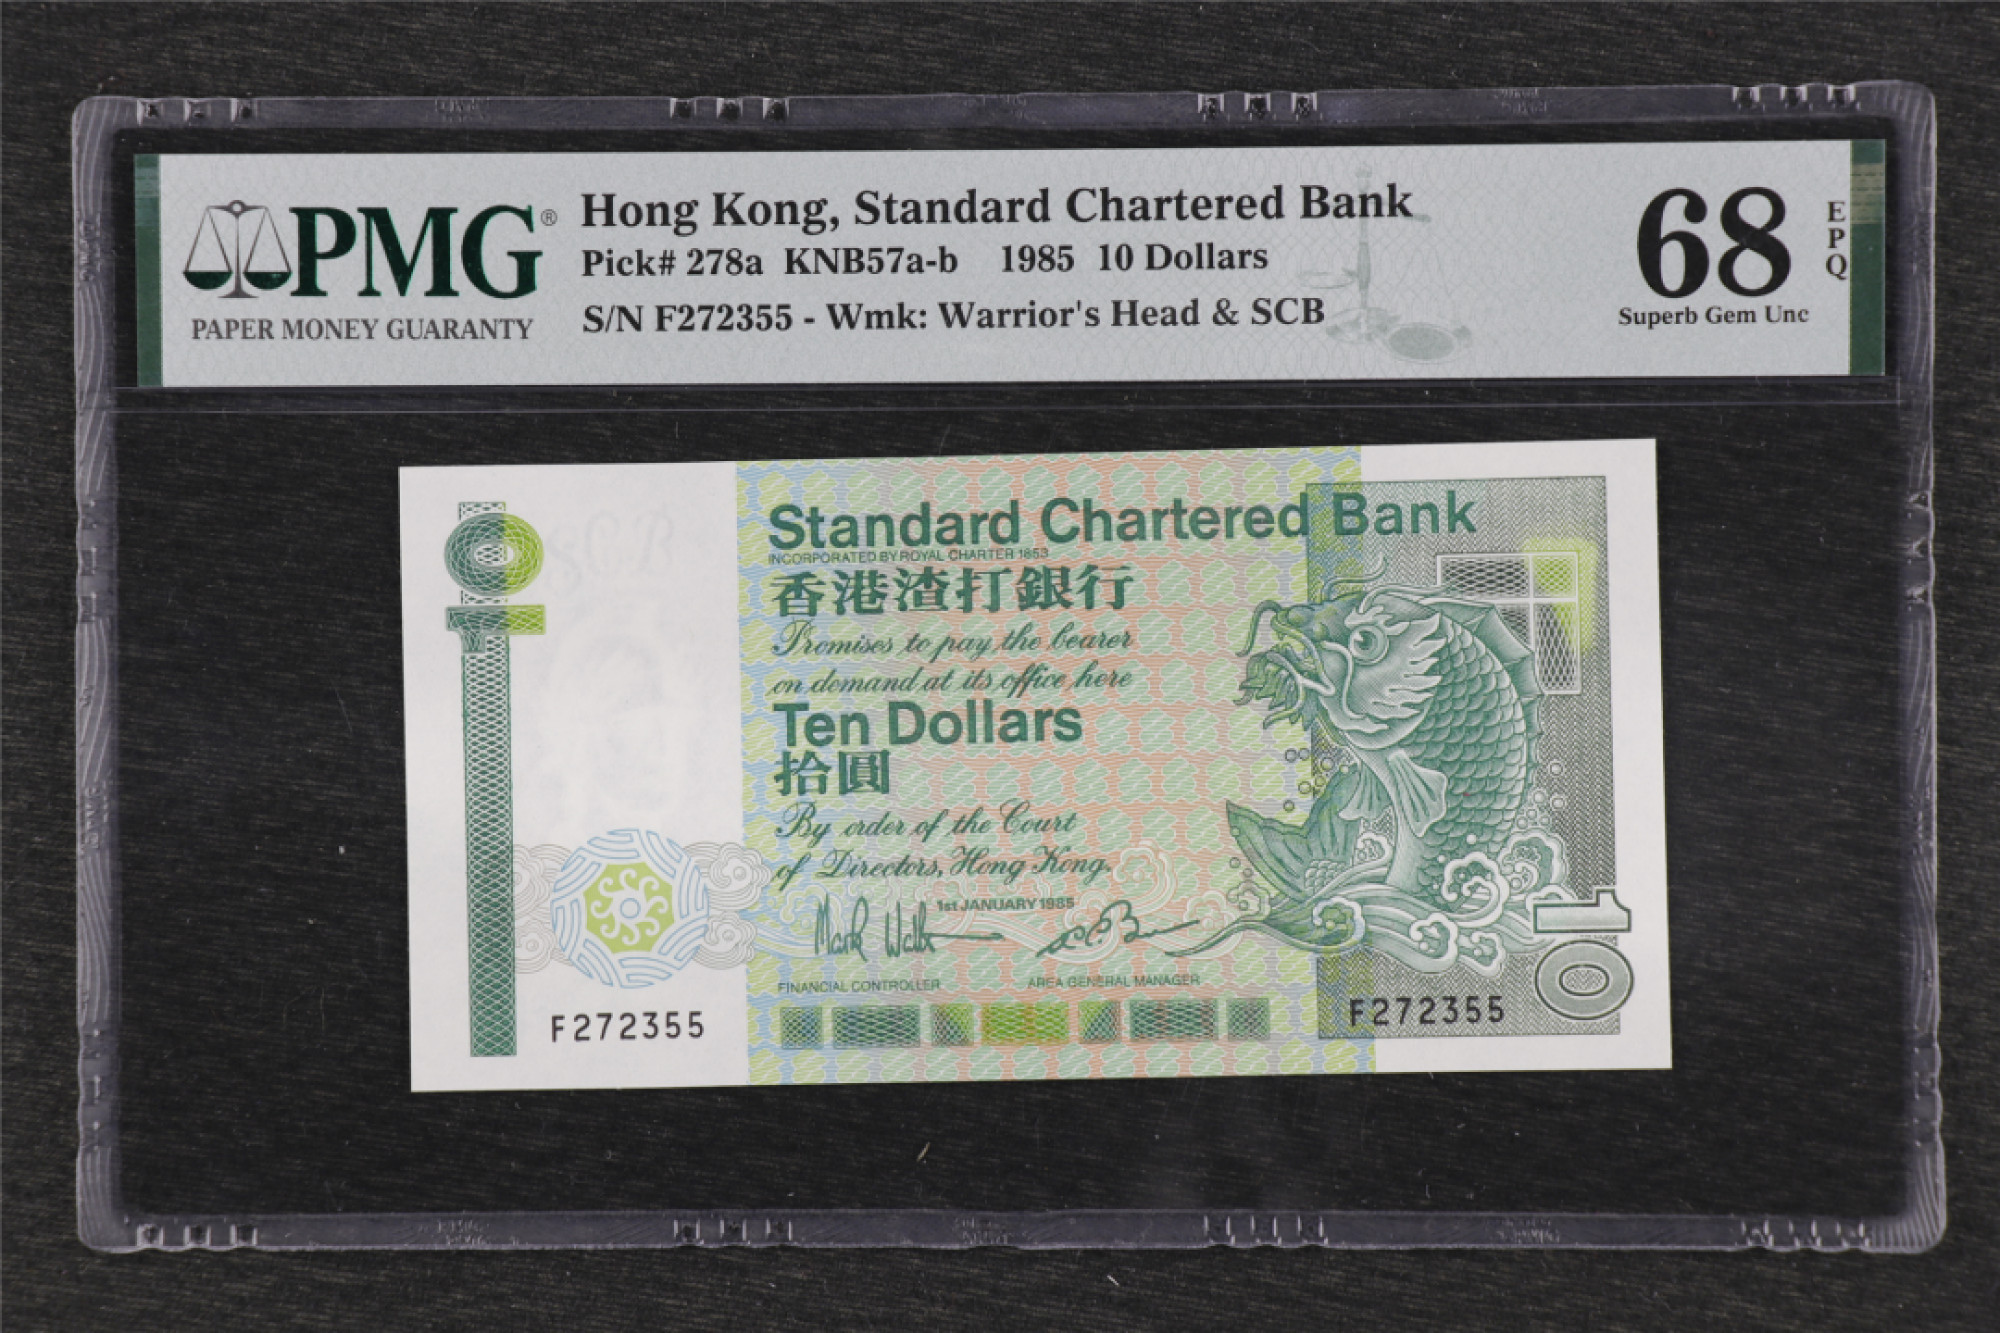 PMG®
PAPER MONEY GUARANTY
Hong Kong, Standard Chartered Bank
Pick# 278a KNB57a-b 1985 10 Dollars
S/N F272355 - Wmk: Warrior's Head & SCB
68
EPQ
Superb Gem Unc
10
SCB
Standard Chartered Bank
INCORPORATED BY ROYAL CHARTER 1853
香港渣打銀行
Promises to pay the bearer
on demand at its office here
Ten Dollars
拾圓
By order of the Court
of Directors, Hong Kong.
1st JANUARY 1985
FINANCIAL CONTROLLER
AREA GENERAL MANAGER
F272355
F272355
10